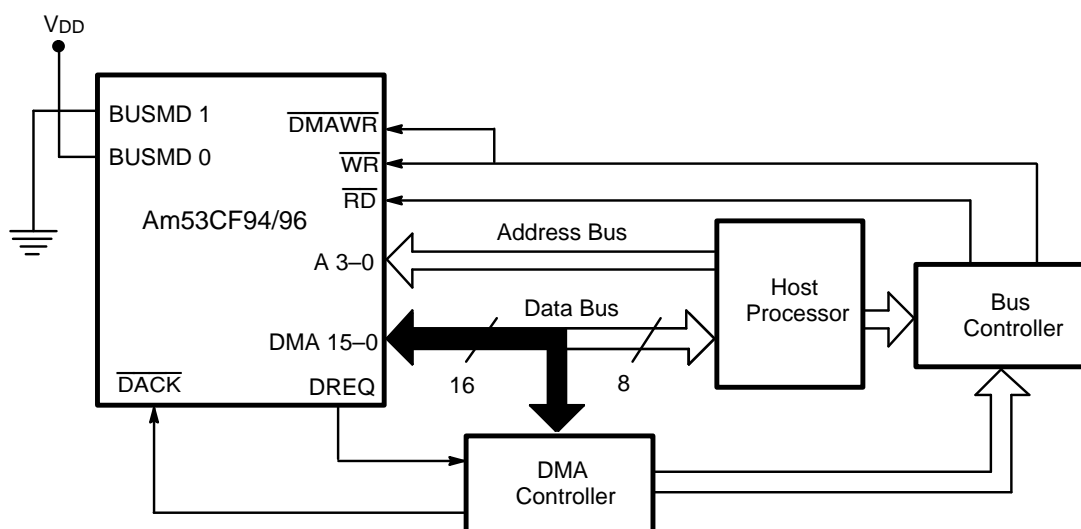 VDD
BUSMD 1
BUSMD 0
DMAWR
WR
RD
Am53CF94/96
A 3–0
DMA 15–0
DACK
DREQ
Address Bus
Data Bus
16
8
Host
Processor
Bus
Controller
DMA
Controller